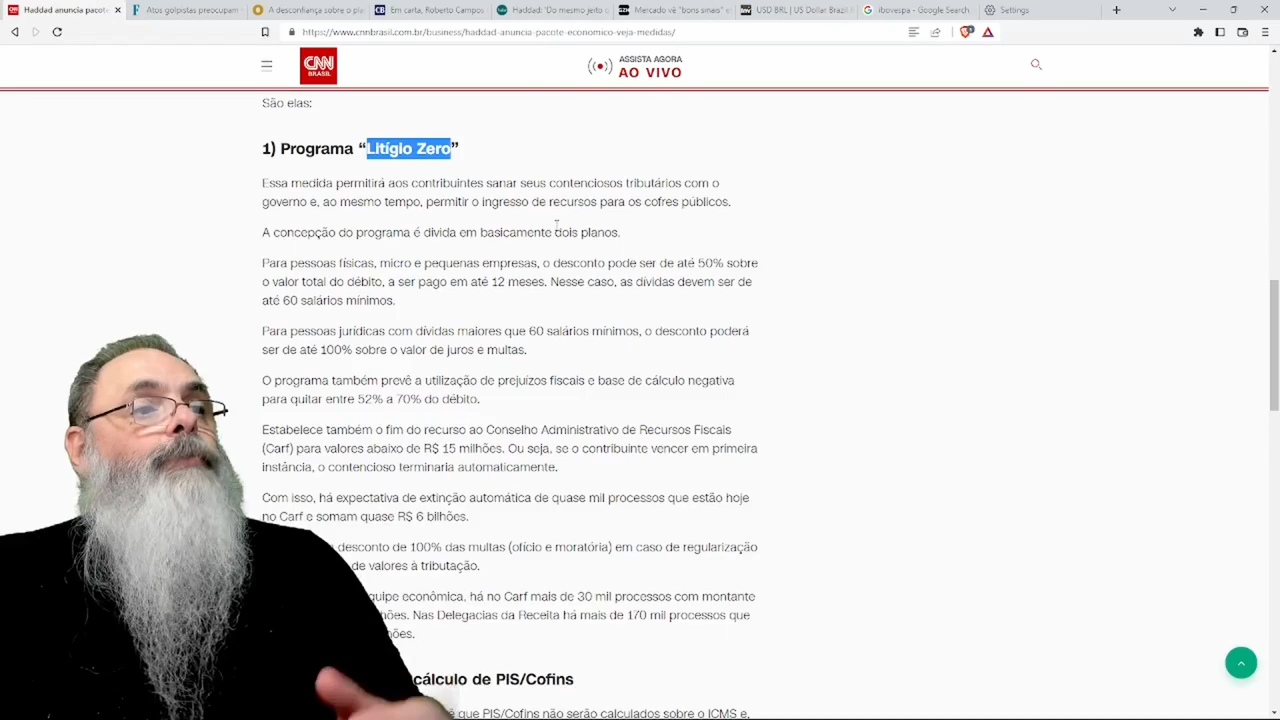 Haddad anuncia pacot
Atos golpistas preocupam
A desconfiança sobre o pla
Em carta, Roberto Campos
Haddad: 'Do mesmo jeito o
Mercado vê "bons sinais" e
USD BRL | US Dollar Brazil
ibovespa - Google Search
Settings
https://www.cnnbrasil.com.br/business/haddad-anuncia-pacote-economico-veja-medidas/
CNN BRASIL
ASSISTA AGORA
AO VIVO
São elas:
1) Programa “Litígio Zero”
Essa medida permitirá aos contribuintes sanar seus contenciosos tributários com o
governo e, ao mesmo tempo, permitir o ingresso de recursos para os cofres públicos.
A concepção do programa é divida em basicamente dois planos.
Para pessoas físicas, micro e pequenas empresas, o desconto pode ser de até 50% sobre
o valor total do débito, a ser pago em até 12 meses. Nesse caso, as dívidas devem ser de
até 60 salários mínimos.
Para pessoas jurídicas com dívidas maiores que 60 salários mínimos, o desconto poderá
ser de até 100% sobre o valor de juros e multas.
O programa também prevê a utilização de prejuízos fiscais e base de cálculo negativa
para quitar entre 52% a 70% do débito.
Estabelece também o fim do recurso ao Conselho Administrativo de Recursos Fiscais
(Carf) para valores abaixo de R$ 15 milhões. Ou seja, se o contribuinte vencer em primeira
instância, o contencioso terminaria automaticamente.
Com isso, há expectativa de extinção automática de quase mil processos que estão hoje
no Carf e somam quase R$ 6 bilhões.
desconto de 100% das multas (ofício e moratória) em caso de regularização
de valores à tributação.
quipe econômica, há no Carf mais de 30 mil processos com montante
hões. Nas Delegacias da Receita há mais de 170 mil processos que
ões.
cálculo de PIS/Cofins
ê que PIS/Cofins não serão calculados sobre o ICMS e,